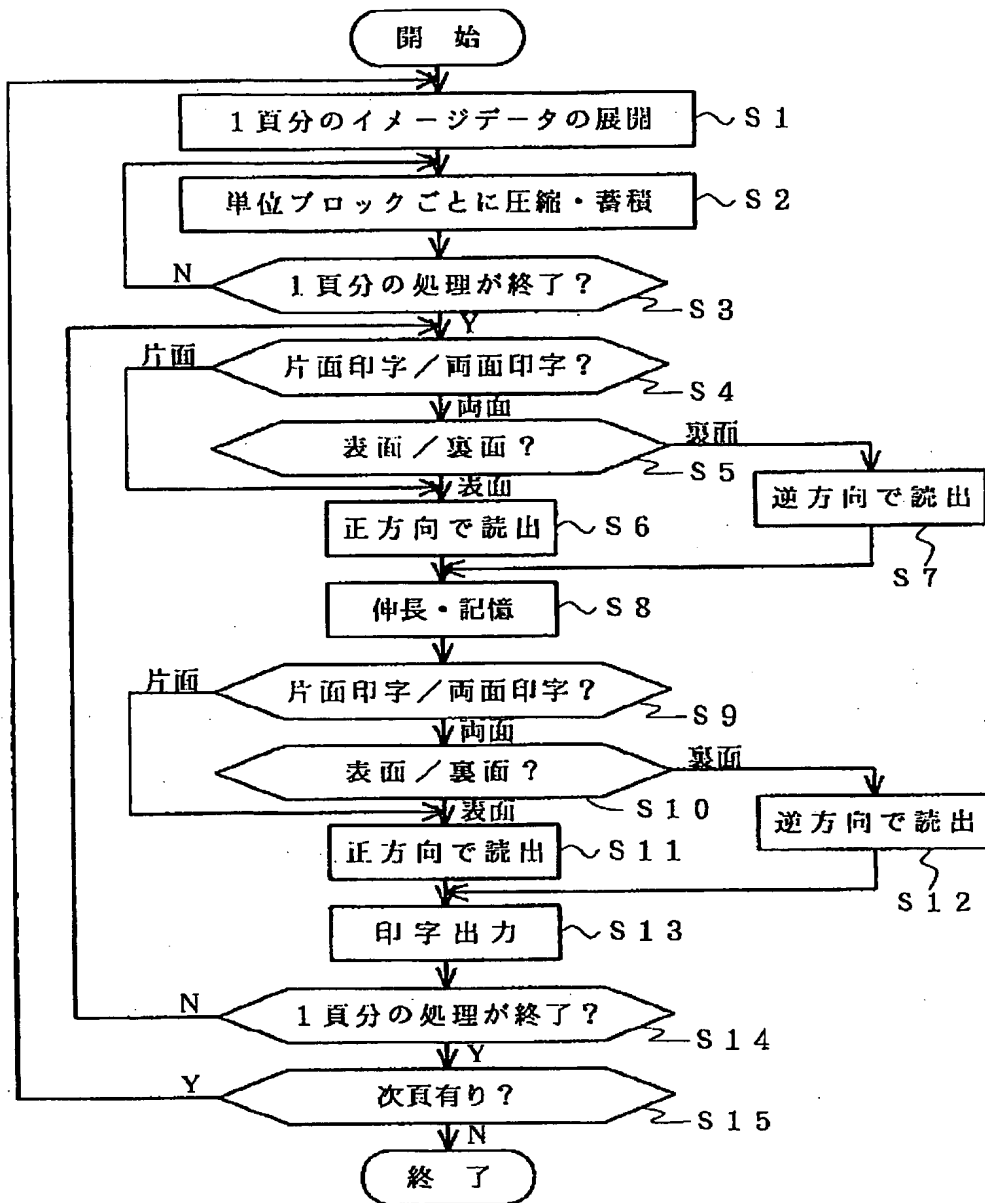 開始
1頁分のイメージデータの展開 S1
単位ブロックごとに圧縮・蓄積 S2
N
1頁分の処理が終了? S3
Y
片面
片面印字/両面印字? S4
両面
裏面
表面/裏面? S5
表面
逆方向で読出 S7
正方向で読出 S6
伸長・記憶 S8
片面
片面印字/両面印字? S9
両面
裏面
表面/裏面? S10
表面
逆方向で読出 S12
正方向で読出 S11
印字出力 S13
N
1頁分の処理が終了? S14
Y
Y
次頁有り? S15
N
終了